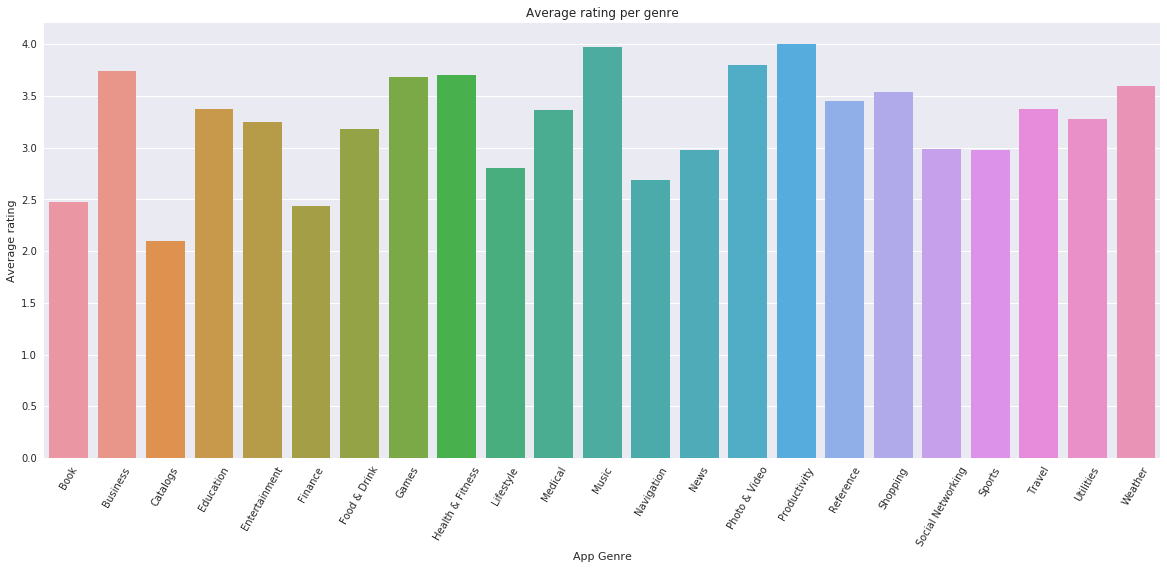 Average rating per genre
4.0
3.5
3.0
2.5
2.0
1.5
1.0
0.5
0.0
Average rating
Book
Business
Catalogs
Education
Entertainment
Finance
Food & Drink
Games
Health & Fitness
Lifestyle
Medical
Music
Navigation
News
Photo & Video
Productivity
Reference
Shopping
Social Networking
Sports
Travel
Utilities
Weather
App Genre